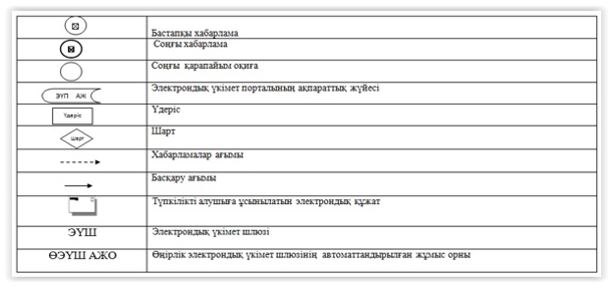 Бастапқы хабарлама
Соңғы хабарлама
Соңғы қарапайым оқиға
ЭҮП АЖ Электрондық үкімет порталының ақпараттық жүйесі
Үдеріс Үдеріс
Шарт Шарт
Хабарламалар ағымы
Басқару ағымы
Түпкілікті алушыға ұсынылатын электрондық құжат
ЭҮШ Электрондық үкімет шлюзі
ӨЭҮШ АЖО Өңірлік электрондық үкімет шлюзінің автоматтандырылған жұмыс орны